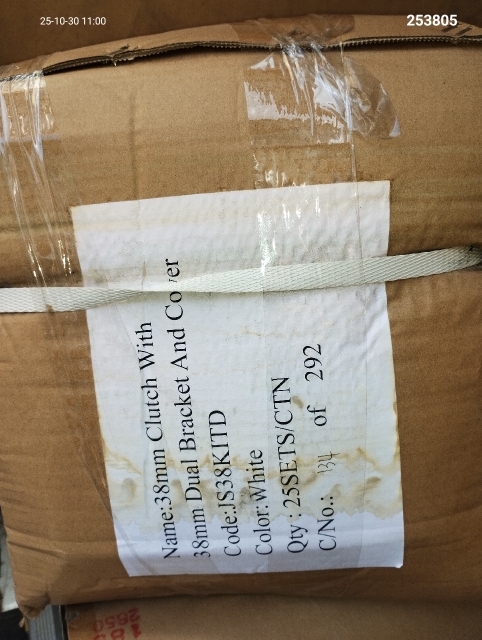 25-10-30 11:00
253805
Name:38mm Clutch With
38mm Dual Bracket And Cover
Code:JS38KITD
Color:White
Qty : 25SETS/CTN
C/No.: 134 of 292